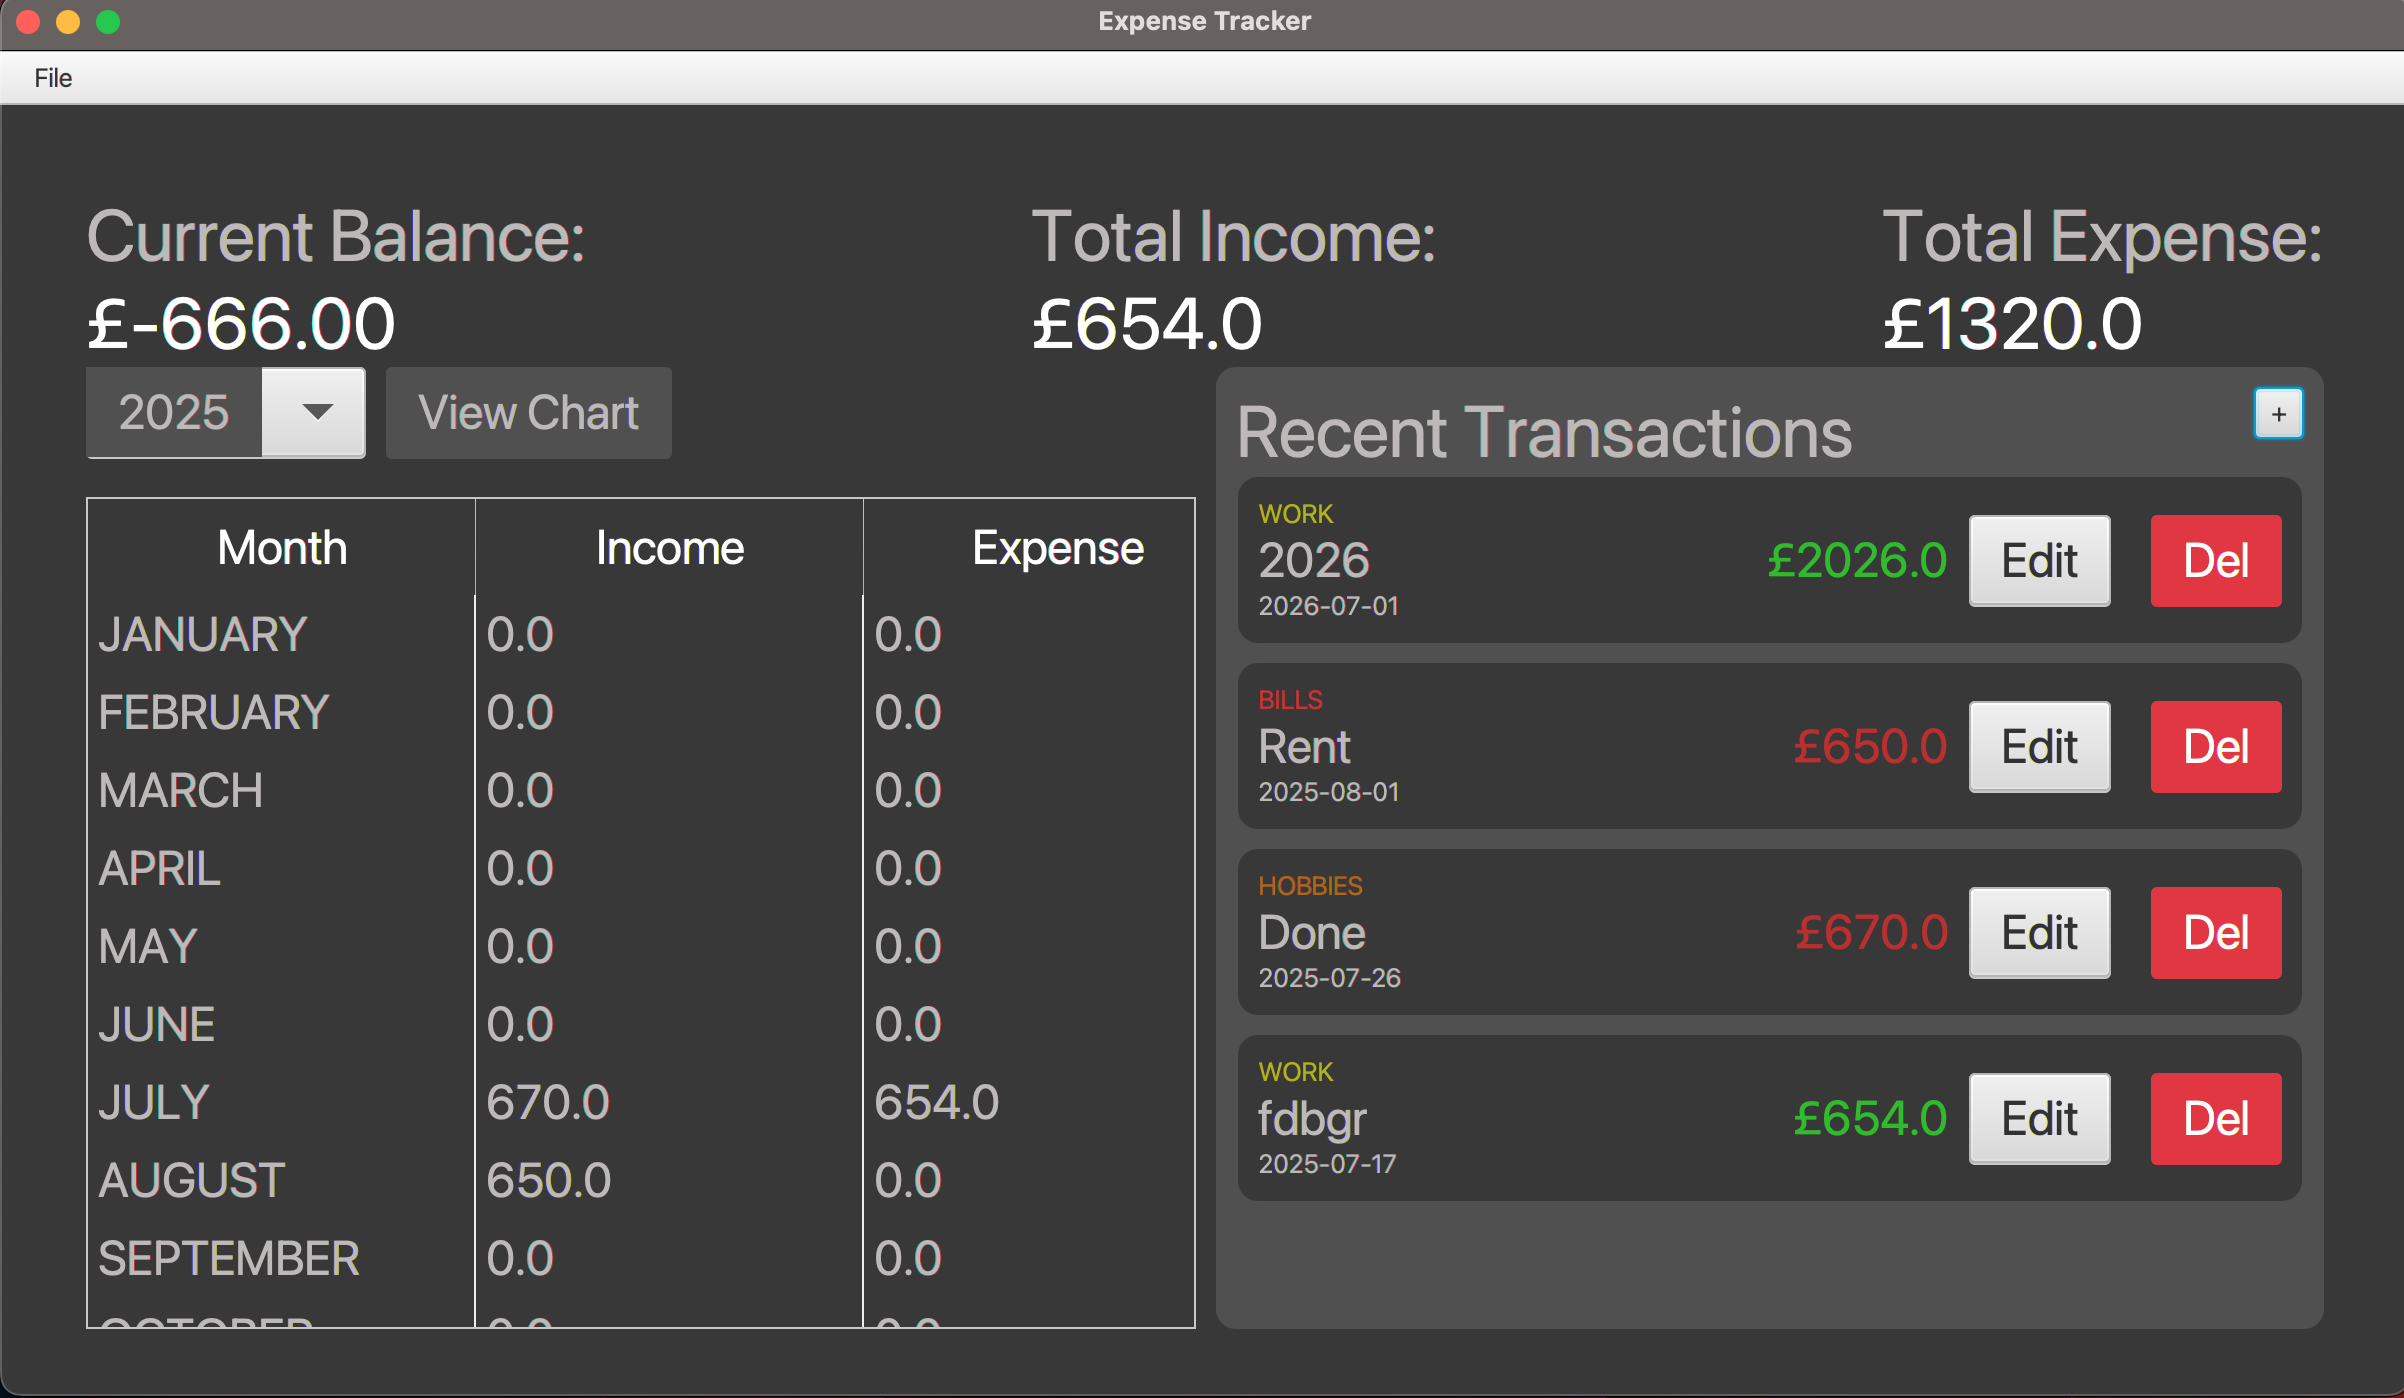 Expense Tracker
File
Current Balance:
£-666.00
Total Income:
£654.0
Total Expense:
£1320.0
2025
View Chart
Month Income Expense
JANUARY 0.0 0.0
FEBRUARY 0.0 0.0
MARCH 0.0 0.0
APRIL 0.0 0.0
MAY 0.0 0.0
JUNE 0.0 0.0
JULY 670.0 654.0
AUGUST 650.0 0.0
SEPTEMBER 0.0 0.0
OCTOBER 0.0 0.0
Recent Transactions
+
WORK
2026
2026-07-01
£2026.0 Edit Del
BILLS
Rent
2025-08-01
£650.0 Edit Del
HOBBIES
Done
2025-07-26
£670.0 Edit Del
WORK
fdbgr
2025-07-17
£654.0 Edit Del